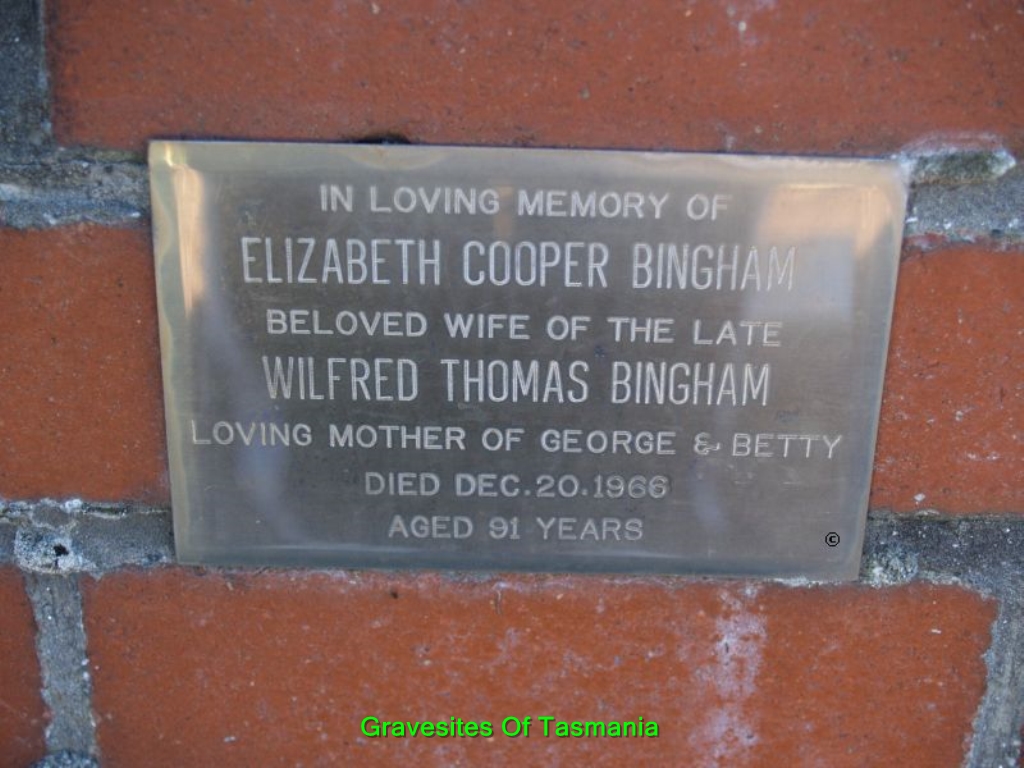 IN LOVING MEMORY OF
ELIZABETH COOPER BINGHAM
BELOVED WIFE OF THE LATE
WILFRED THOMAS BINGHAM
LOVING MOTHER OF GEORGE & BETTY
DIED DEC.20.1966
AGED 91 YEARS
©
Gravesites Of Tasmania